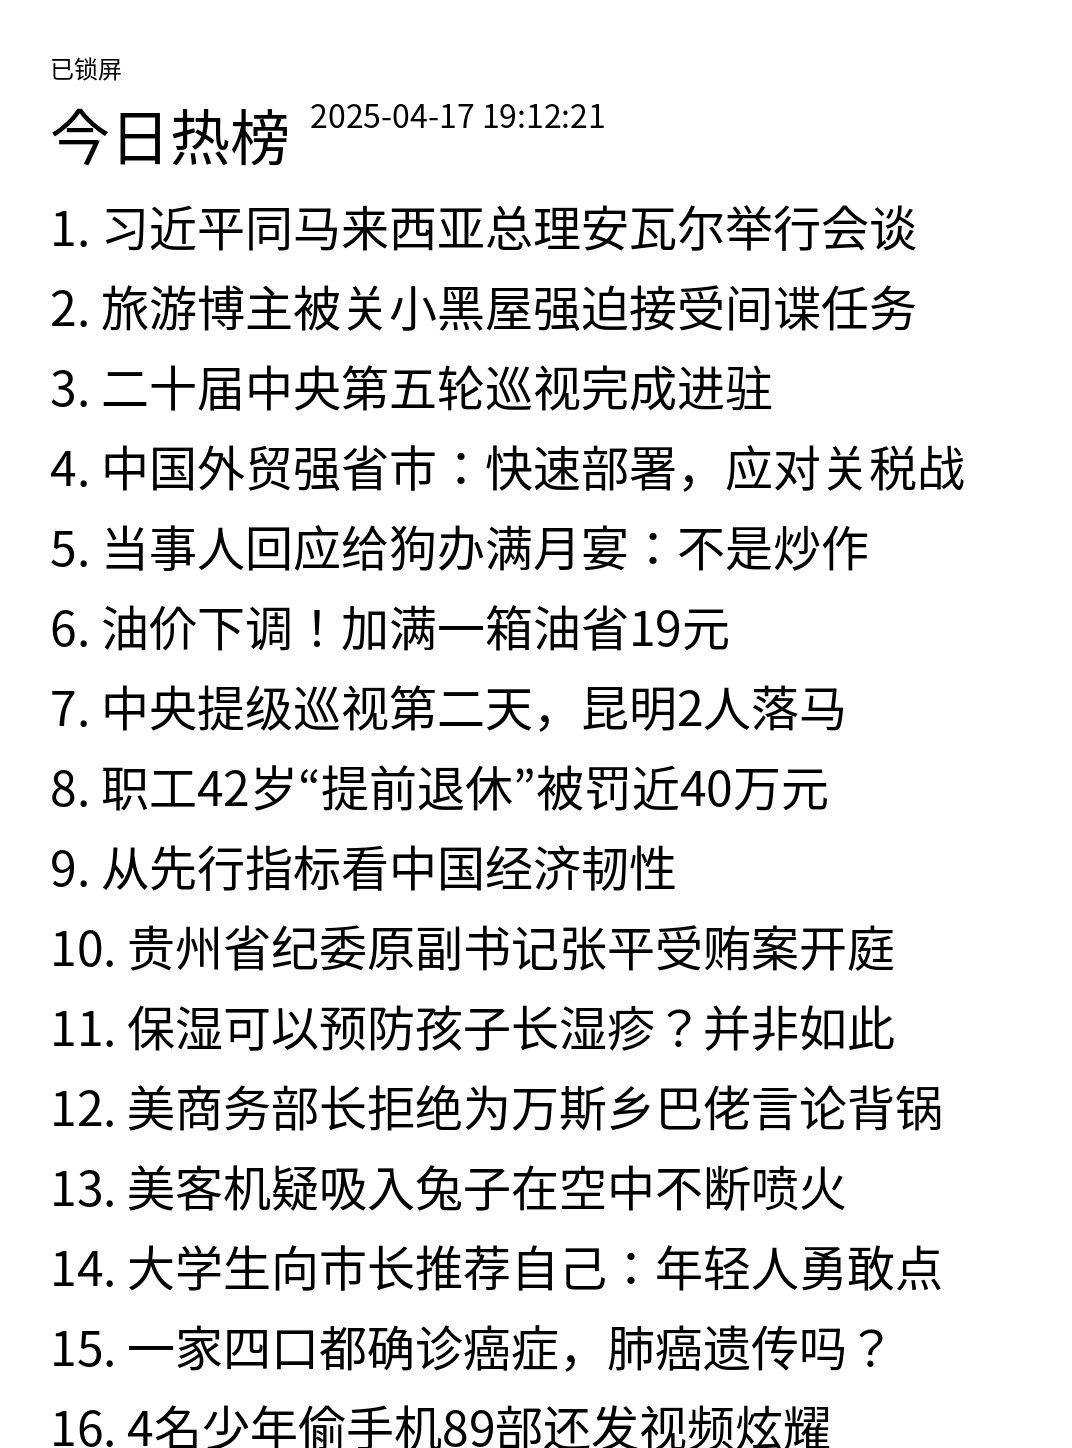 已锁屏
今日热榜 2025-04-17 19:12:21
1. 习近平同马来西亚总理安瓦尔举行会谈
2. 旅游博主被关小黑屋强迫接受间谍任务
3. 二十届中央第五轮巡视完成进驻
4. 中国外贸强省市：快速部署，应对关税战
5. 当事人回应给狗办满月宴：不是炒作
6. 油价下调！加满一箱油省19元
7. 中央提级巡视第二天，昆明2人落马
8. 职工42岁“提前退休”被罚近40万元
9. 从先行指标看中国经济韧性
10. 贵州省纪委原副书记张平受贿案开庭
11. 保湿可以预防孩子长湿疹？并非如此
12. 美商务部长拒绝为万斯乡巴佬言论背锅
13. 美客机疑吸入兔子在空中不断喷火
14. 大学生向市长推荐自己：年轻人勇敢点
15. 一家四口都确诊癌症，肺癌遗传吗？
16. 4名少年偷手机89部还发视频炫耀